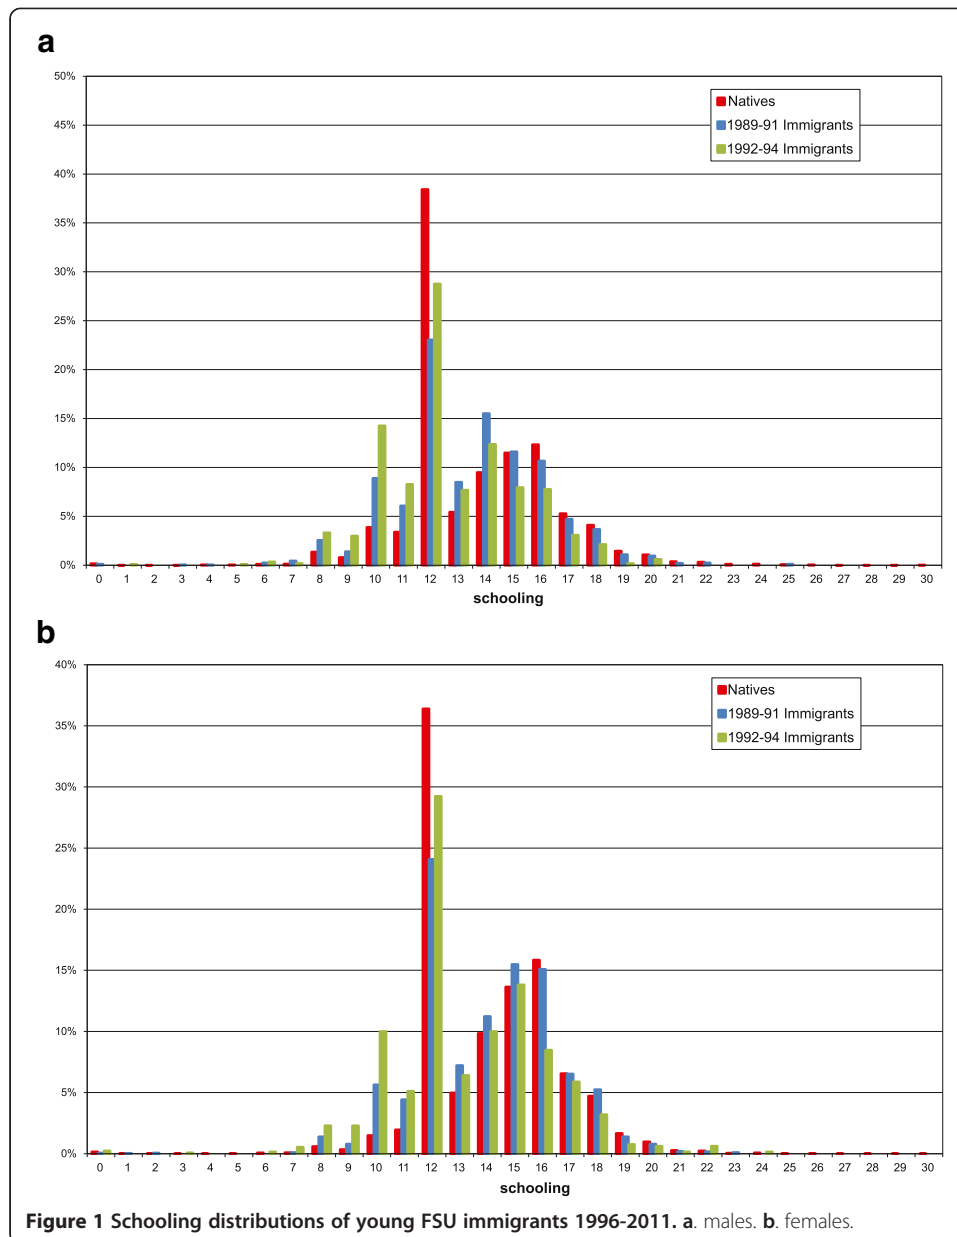 a
50%
45%
40%
35%
30%
25%
20%
15%
10%
5%
0%
Natives
1989-91 Immigrants
1992-94 Immigrants
0 1 2 3 4 5 6 7 8 9 10 11 12 13 14 15 16 17 18 19 20 21 22 23 24 25 26 27 28 29 30
schooling
b
40%
35%
30%
25%
20%
15%
10%
5%
0%
Natives
1989-91 Immigrants
1992-94 Immigrants
0 1 2 3 4 5 6 7 8 9 10 11 12 13 14 15 16 17 18 19 20 21 22 23 24 25 26 27 28 29 30
schooling
Figure 1 Schooling distributions of young FSU immigrants 1996-2011. a. males. b. females.